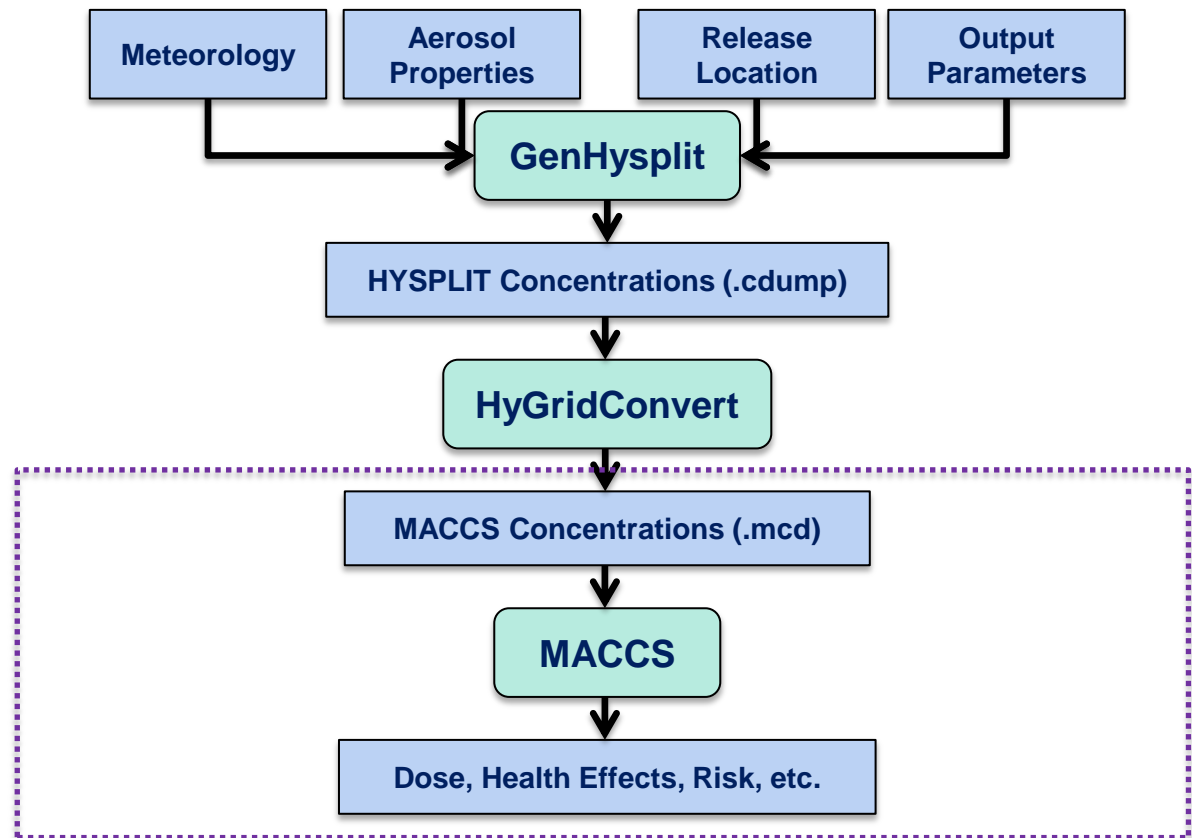 Meteorology
Aerosol
Properties
Release
Location
Output
Parameters
GenHysplit
HYSPLIT Concentrations (.cdump)
HyGridConvert
MACCS Concentrations (.mcd)
MACCS
Dose, Health Effects, Risk, etc.